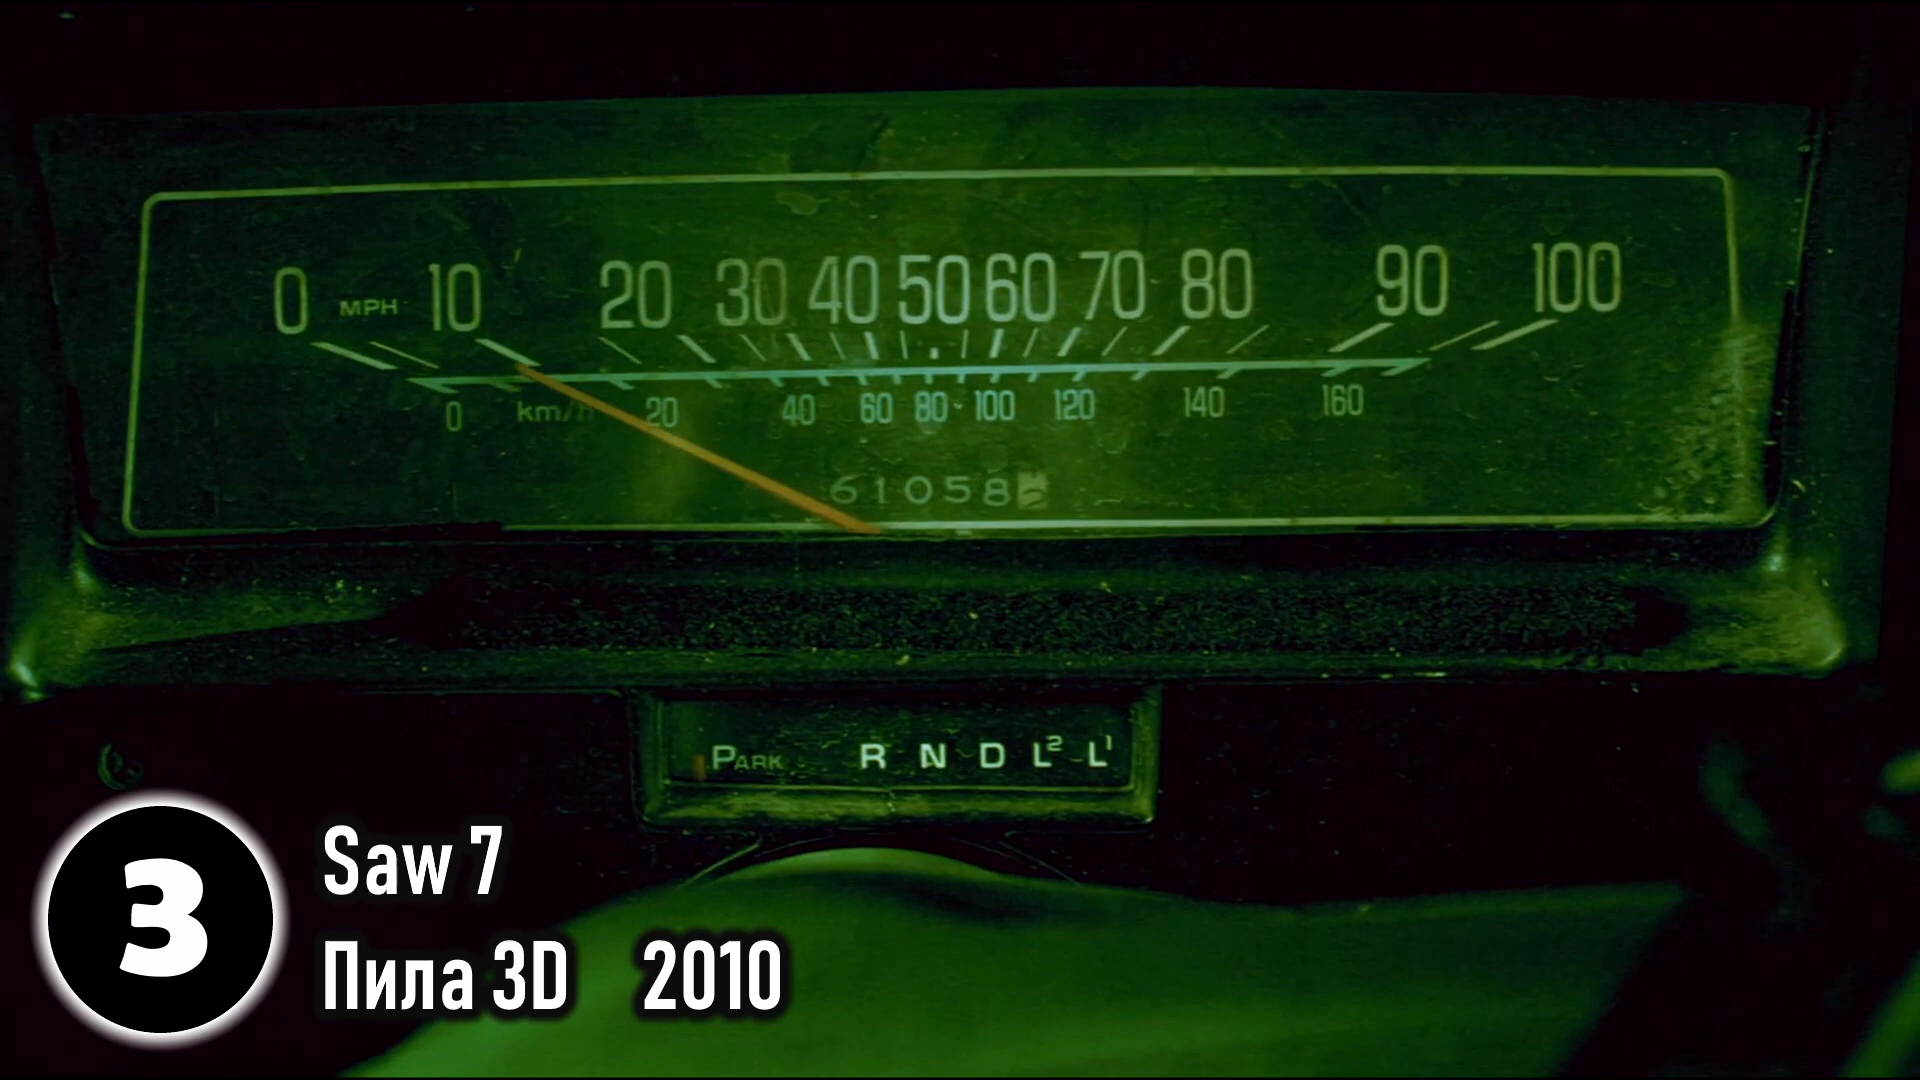 0 MPH 10 20 30 40 50 60 70 80 90 100
0 km/h 20 40 60 80 100 120 140 160
61058
PARK R N D L2 L1
3
Saw 7
Пила 3D 2010